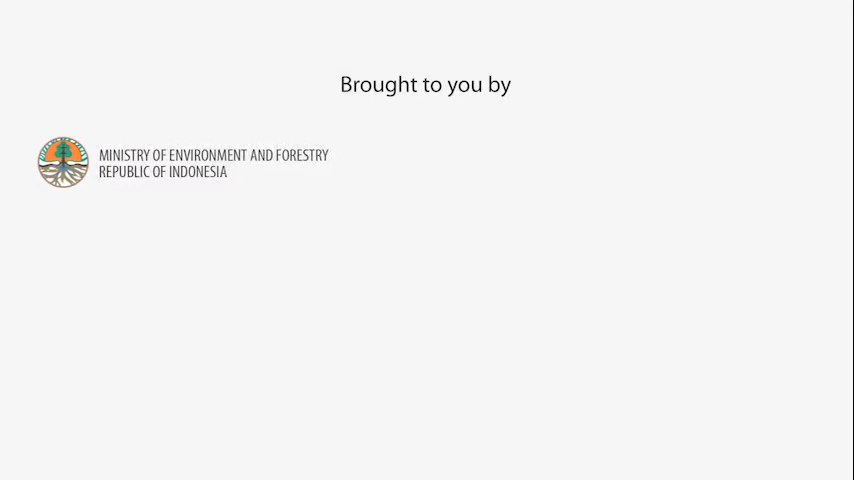 Brought to you by
MINISTRY OF ENVIRONMENT AND FORESTRY
REPUBLIC OF INDONESIA